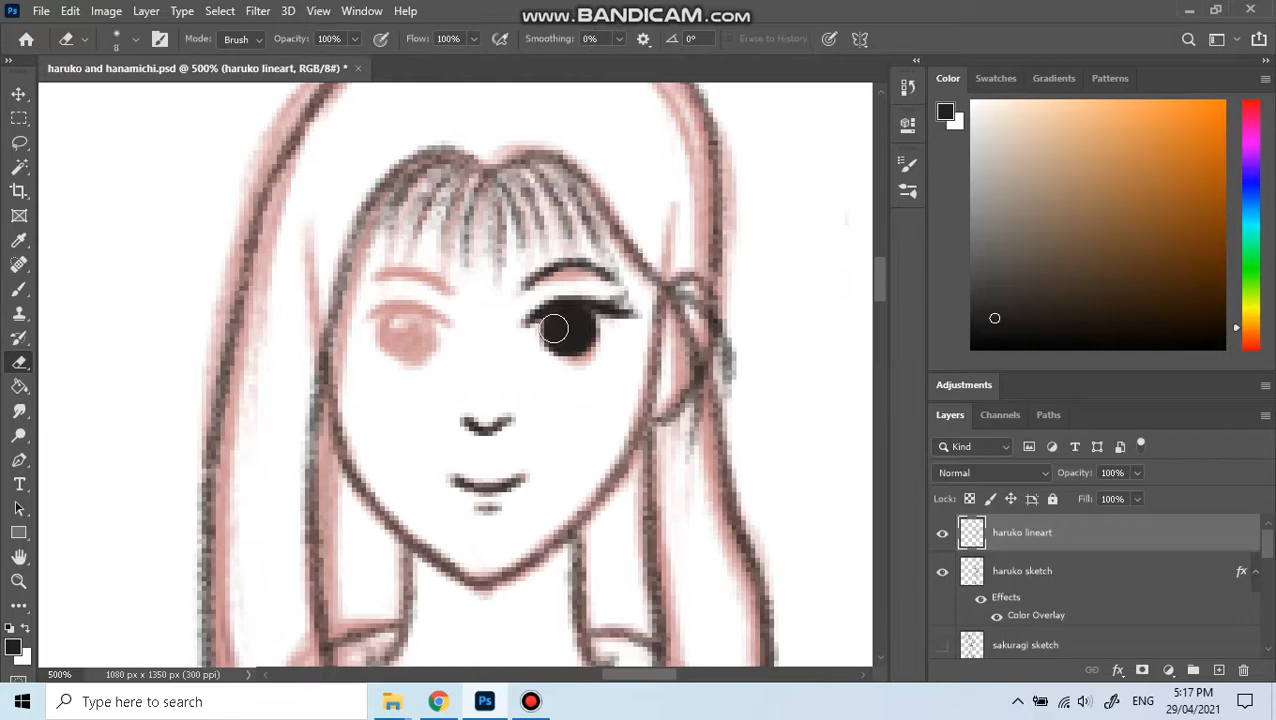 www.BANDICAM.com
File Edit Image Layer Type Select Filter 3D View Window Help
8 Mode: Brush Opacity: 100% Flow: 100% Smoothing: 0% 0° Erase to History
haruko and hanamichi.psd @ 500% (haruko lineart, RGB/8#) *
Color Swatches Gradients Patterns
Adjustments
Layers Channels Paths
Kind
Normal Opacity: 100%
Lock: Fill: 100%
haruko lineart
haruko sketch fx
Effects
Color Overlay
sakuragi sketch
500% 1080 px x 1350 px (300 ppi)
Type here to search
ENG
5:17 PM
29/04/2021